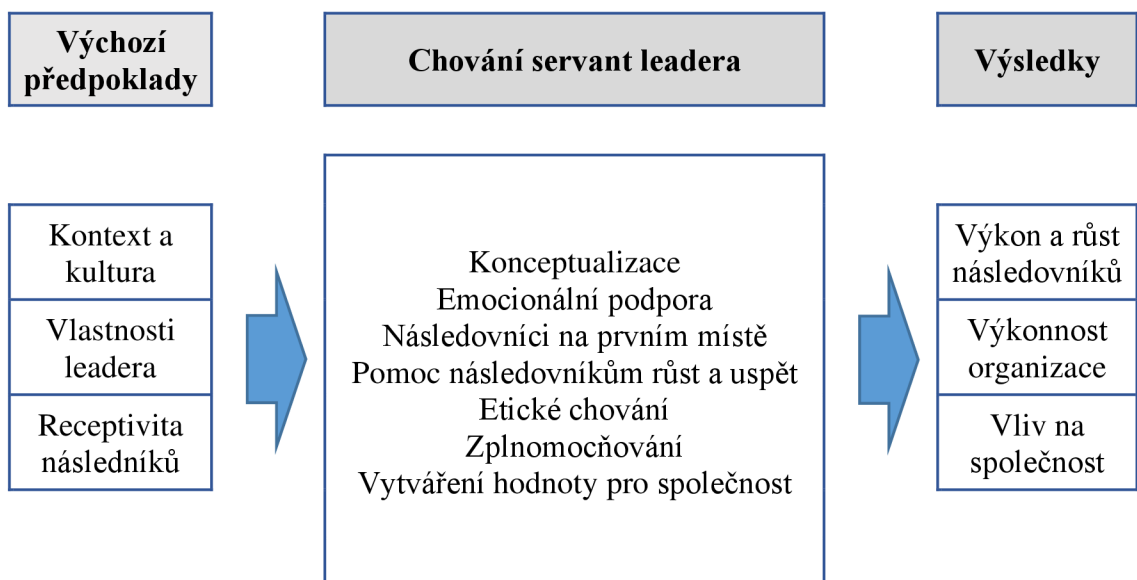 Výchozí
předpoklady
Chování servant leadera
Výsledky
Kontext a
kultura
Vlastnosti
leadera
Receptivita
následníků
Konceptualizace
Emocionální podpora
Následovníci na prvním místě
Pomoc následovníkům růst a uspět
Etické chování
Zplnomocňování
Vytváření hodnoty pro společnost
Výkon a růst
následovníků
Výkonnost
organizace
Vliv na
společnost